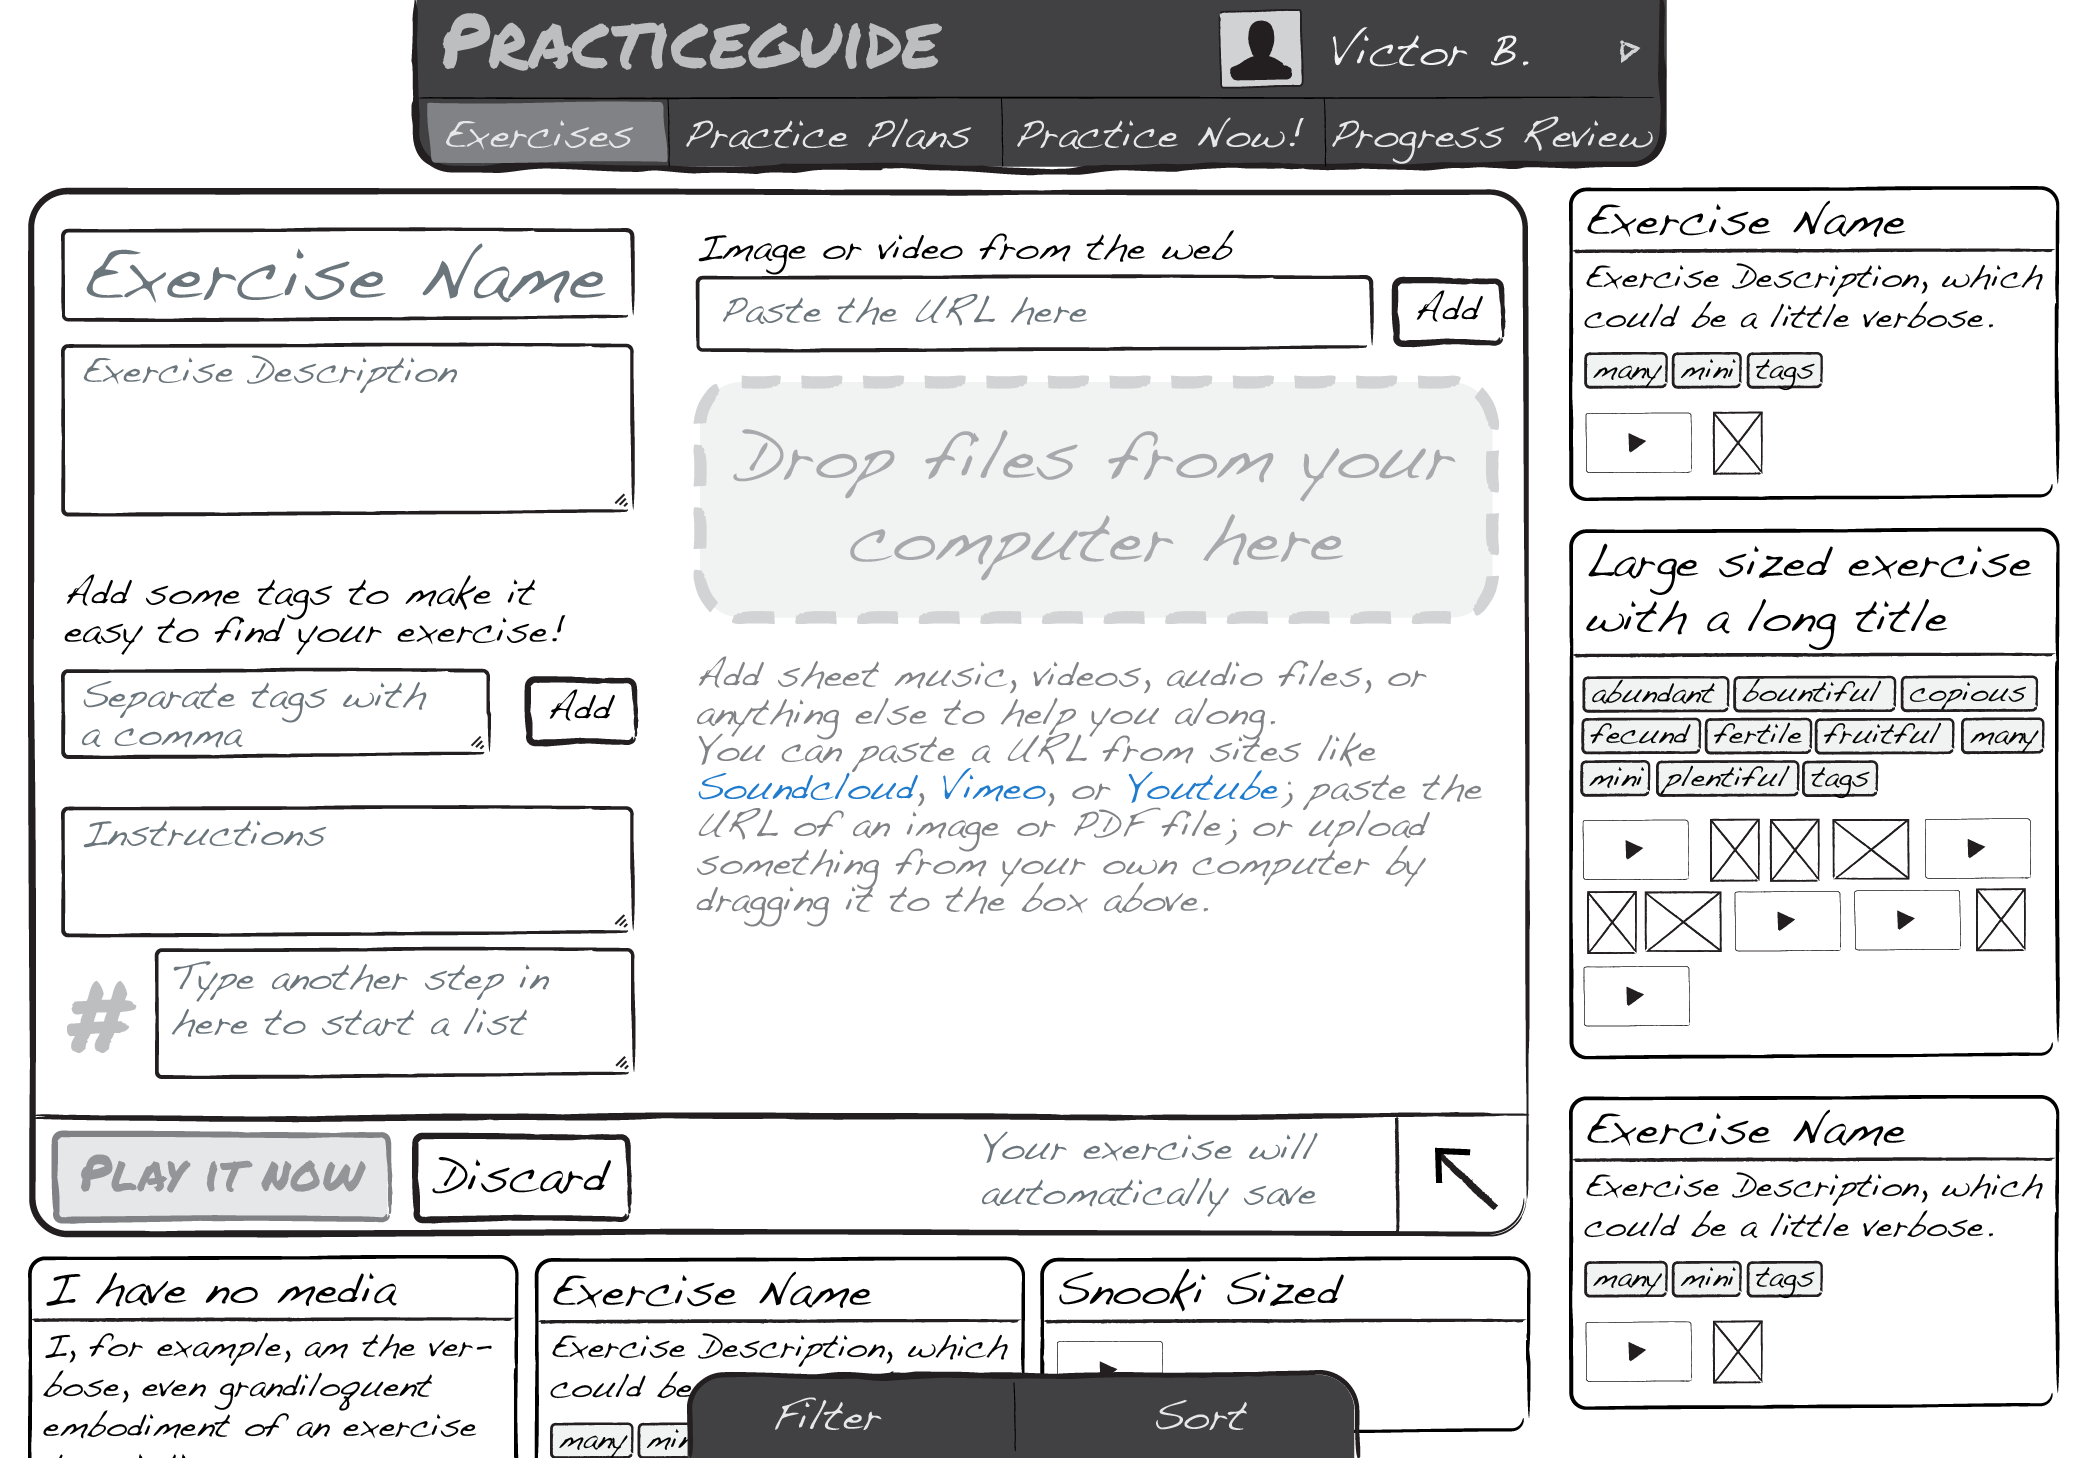 PRACTICEGUIDE
Victor B.
Exercises
Practice Plans
Practice Now!
Progress Review
Exercise Name
Exercise Description
Add some tags to make it
easy to find your exercise!
Separate tags with
a comma
Add
Instructions
#
Type another step in
here to start a list
Image or video from the web
Paste the URL here
Add
Drop files from your
computer here
Add sheet music, videos, audio files, or
anything else to help you along.
You can paste a URL from sites like
Soundcloud, Vimeo, or Youtube; paste the
URL of an image or PDF file; or upload
something from your own computer by
dragging it to the box above.
PLAY IT NOW
Discard
Your exercise will
automatically save
Exercise Name
Exercise Description, which
could be a little verbose.
many mini tags
Large sized exercise
with a long title
abundant bountiful copious
fecund fertile fruitful many
mini plentiful tags
Exercise Name
Exercise Description, which
could be a little verbose.
many mini tags
I have no media
I, for example, am the ver-
bose, even grandiloquent
embodiment of an exercise
Exercise Name
Exercise Description, which
could be
many
Snooki Sized
Filter
Sort